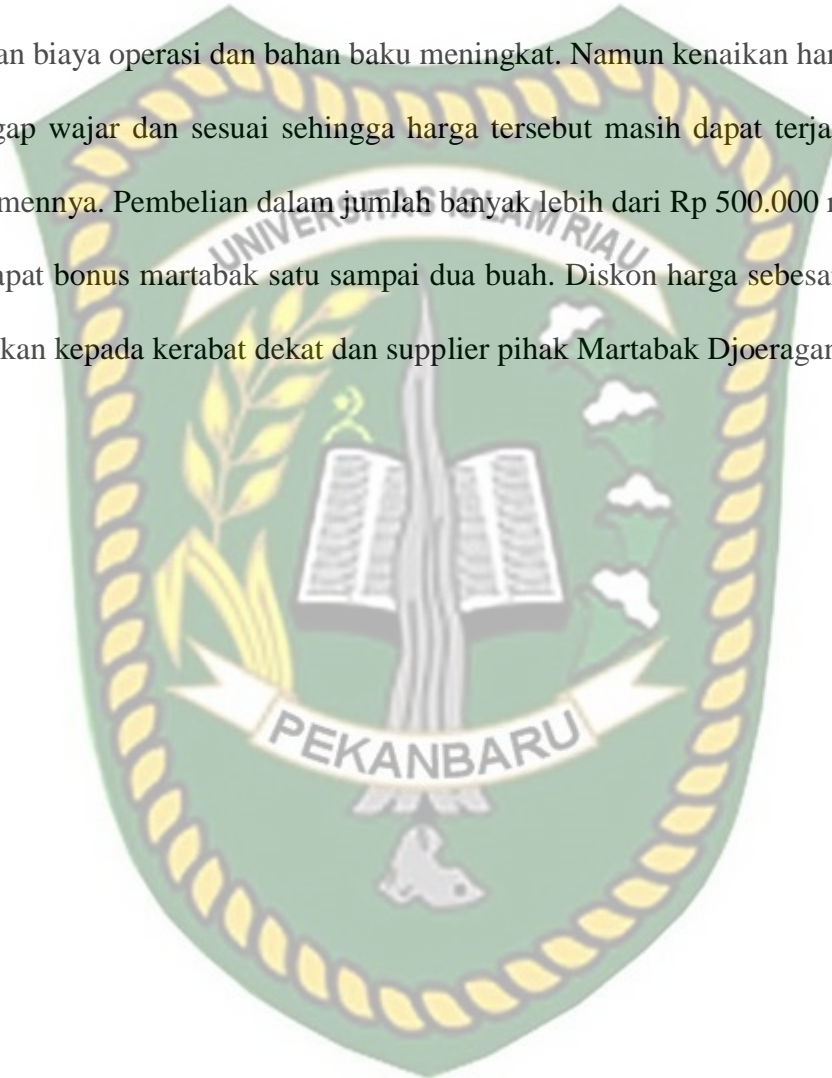 an biaya operasi dan bahan baku meningkat. Namun kenaikan har
gap wajar dan sesuai sehingga harga tersebut masih dapat terja
mennya. Pembelian dalam jumlah banyak lebih dari Rp 500.000 
UNIVERSITAS ISLAM RIAU
apat bonus martabak satu sampai dua buah. Diskon harga sebesar
kan kepada kerabat dekat dan supplier pihak Martabak Djoeragan
PEKANBARU